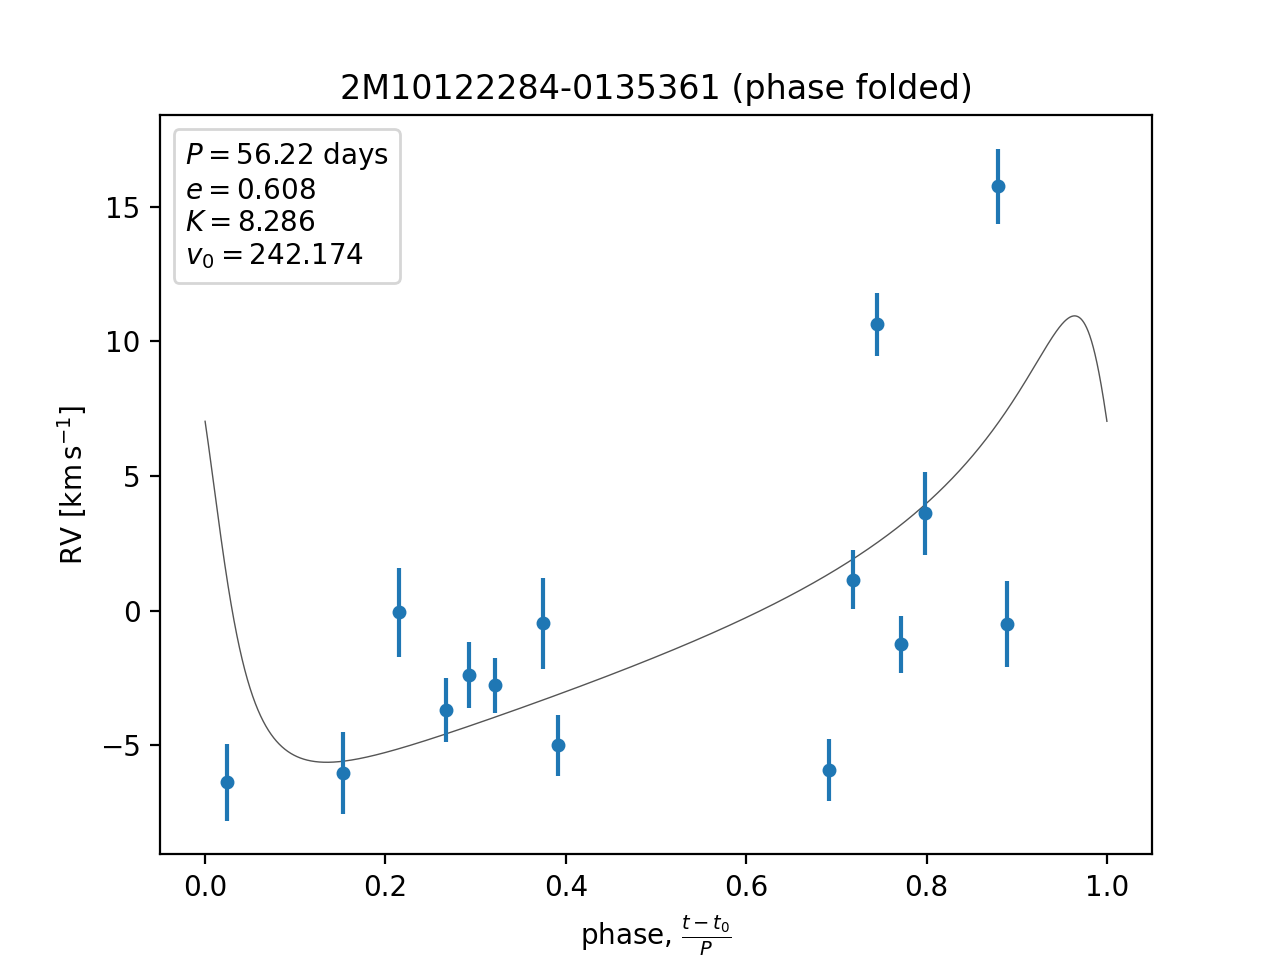 2M10122284-0135361 (phase folded)
P = 56.22 days
e = 0.608
K = 8.286
v₀ = 242.174
15
10
5
0
−5
RV [km s⁻¹]
0.0 0.2 0.4 0.6 0.8 1.0
phase, (t − t₀)/P